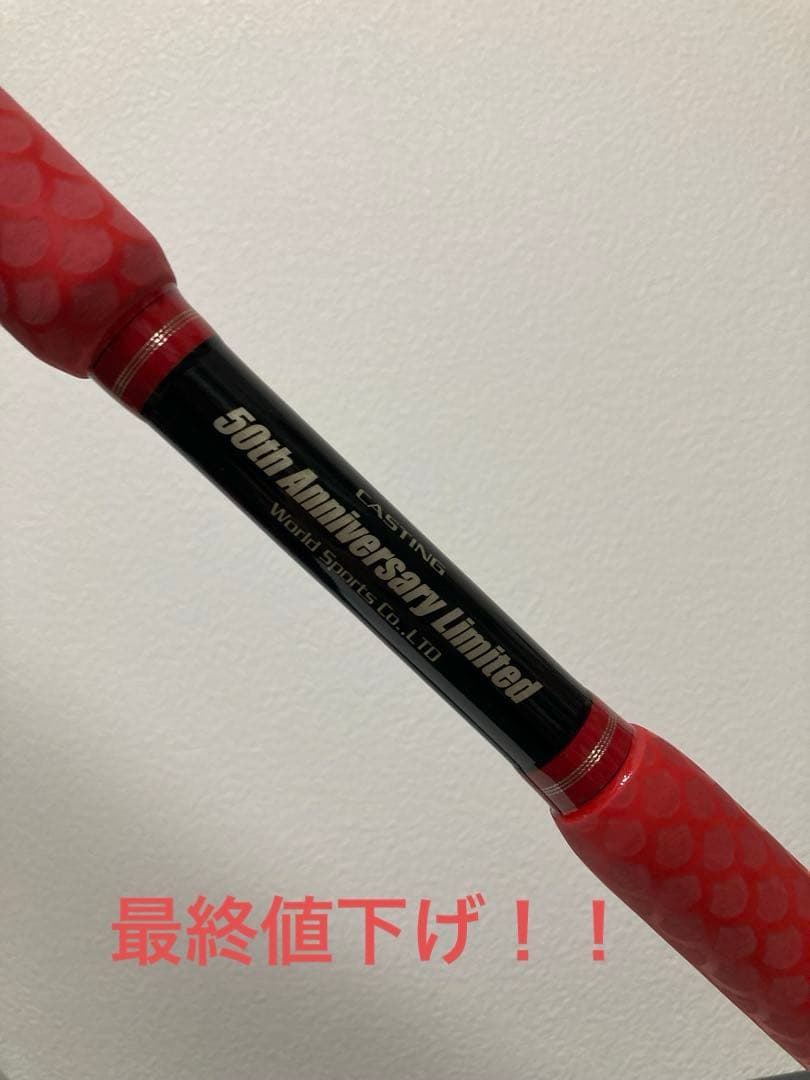 CASTING
50th Anniversary Limited
World Sports Co.,LTD
最終値下げ！！